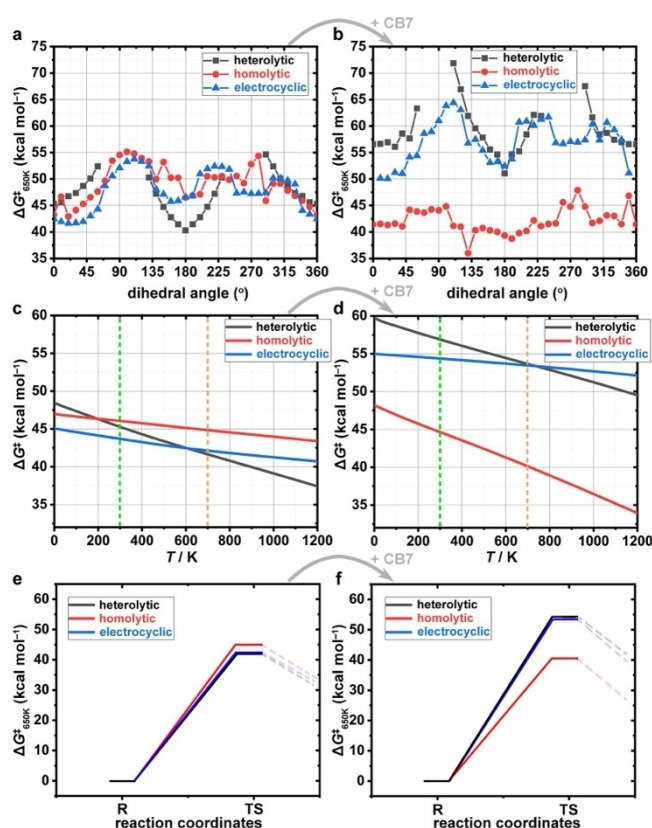 + CB7
a
b
ΔG‡650K (kcal mol⁻¹)
75
70
65
60
55
50
45
40
35
heterolytic
homolytic
electrocyclic
0 45 90 135 180 225 270 315 360
dihedral angle (°)
ΔG‡650K (kcal mol⁻¹)
75
70
65
60
55
50
45
40
35
heterolytic
homolytic
electrocyclic
0 45 90 135 180 225 270 315 360
dihedral angle (°)
+ CB7
c
d
ΔG‡ (kcal mol⁻¹)
60
55
50
45
40
35
heterolytic
homolytic
electrocyclic
0 200 400 600 800 1000 1200
T / K
ΔG‡ (kcal mol⁻¹)
60
55
50
45
40
35
heterolytic
homolytic
electrocyclic
0 200 400 600 800 1000 1200
T / K
+ CB7
e
f
ΔG‡650K (kcal mol⁻¹)
60
50
40
30
20
10
0
heterolytic
homolytic
electrocyclic
R TS
reaction coordinates
ΔG‡650K (kcal mol⁻¹)
60
50
40
30
20
10
0
heterolytic
homolytic
electrocyclic
R TS
reaction coordinates